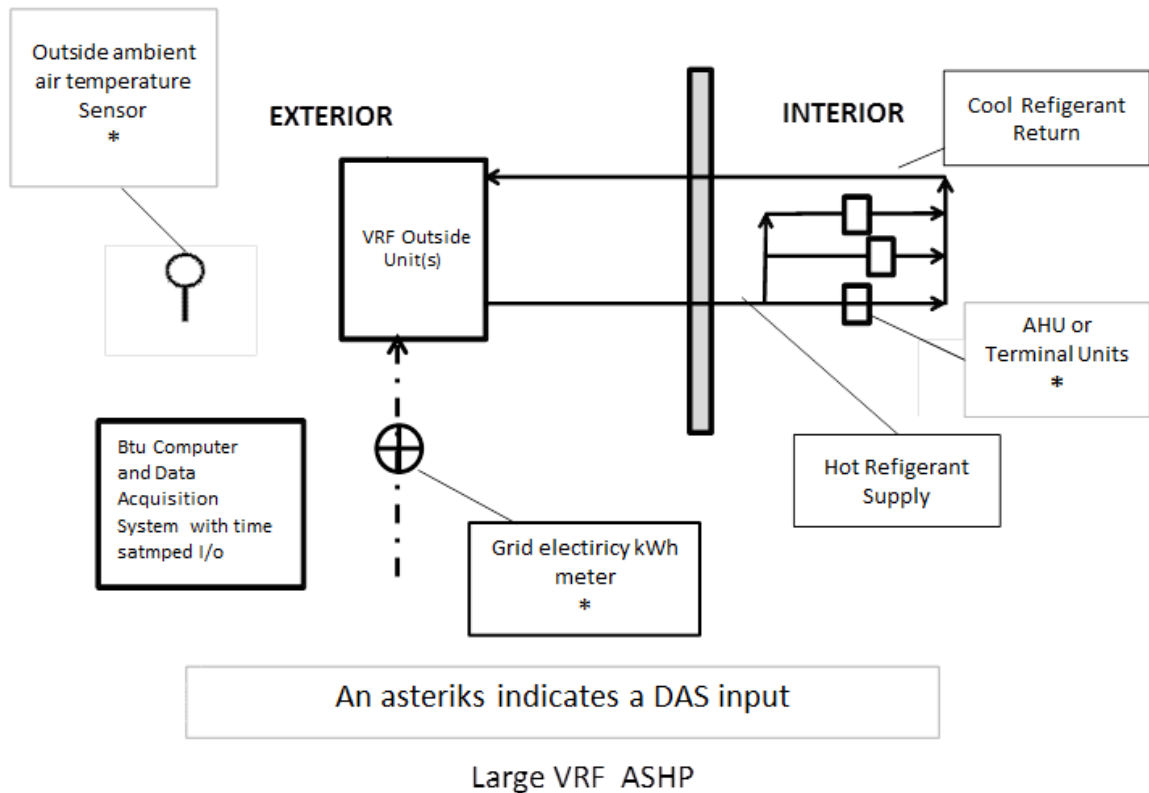 Outside ambient
air temperature
Sensor
*
EXTERIOR
INTERIOR
Cool Refigerant
Return
VRF Outside
Unit(s)
AHU or
Terminal Units
*
Btu Computer
and Data
Acquisition
System with time
satmped I/o
Hot Refigerant
Supply
Grid electiricy kWh
meter
*
An asteriks indicates a DAS input
Large VRF ASHP